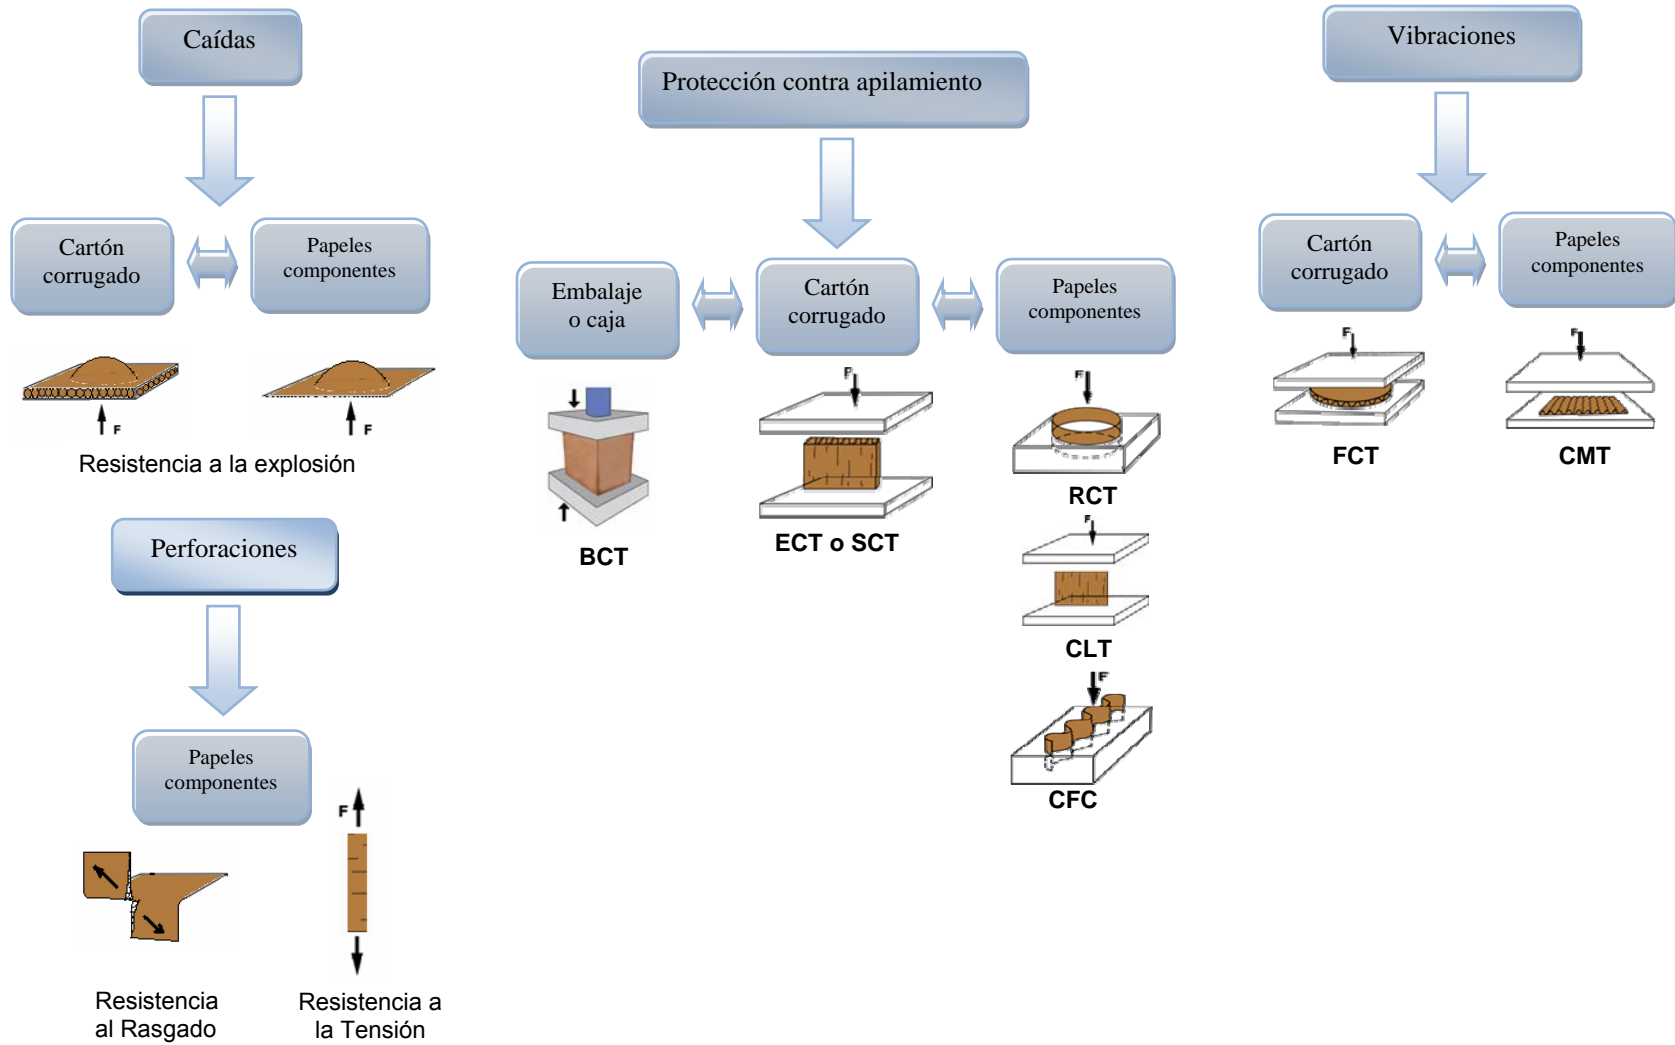 Caídas
Cartón
corrugado
Papeles
componentes
F
F
Resistencia a la explosión
Perforaciones
Papeles
componentes
F
Resistencia
al Rasgado
Resistencia a
la Tensión
Protección contra apilamiento
Embalaje
o caja
Cartón
corrugado
Papeles
componentes
BCT
P
ECT o SCT
F
RCT
F
CLT
F
CFC
Vibraciones
Cartón
corrugado
Papeles
componentes
F
FCT
F
CMT